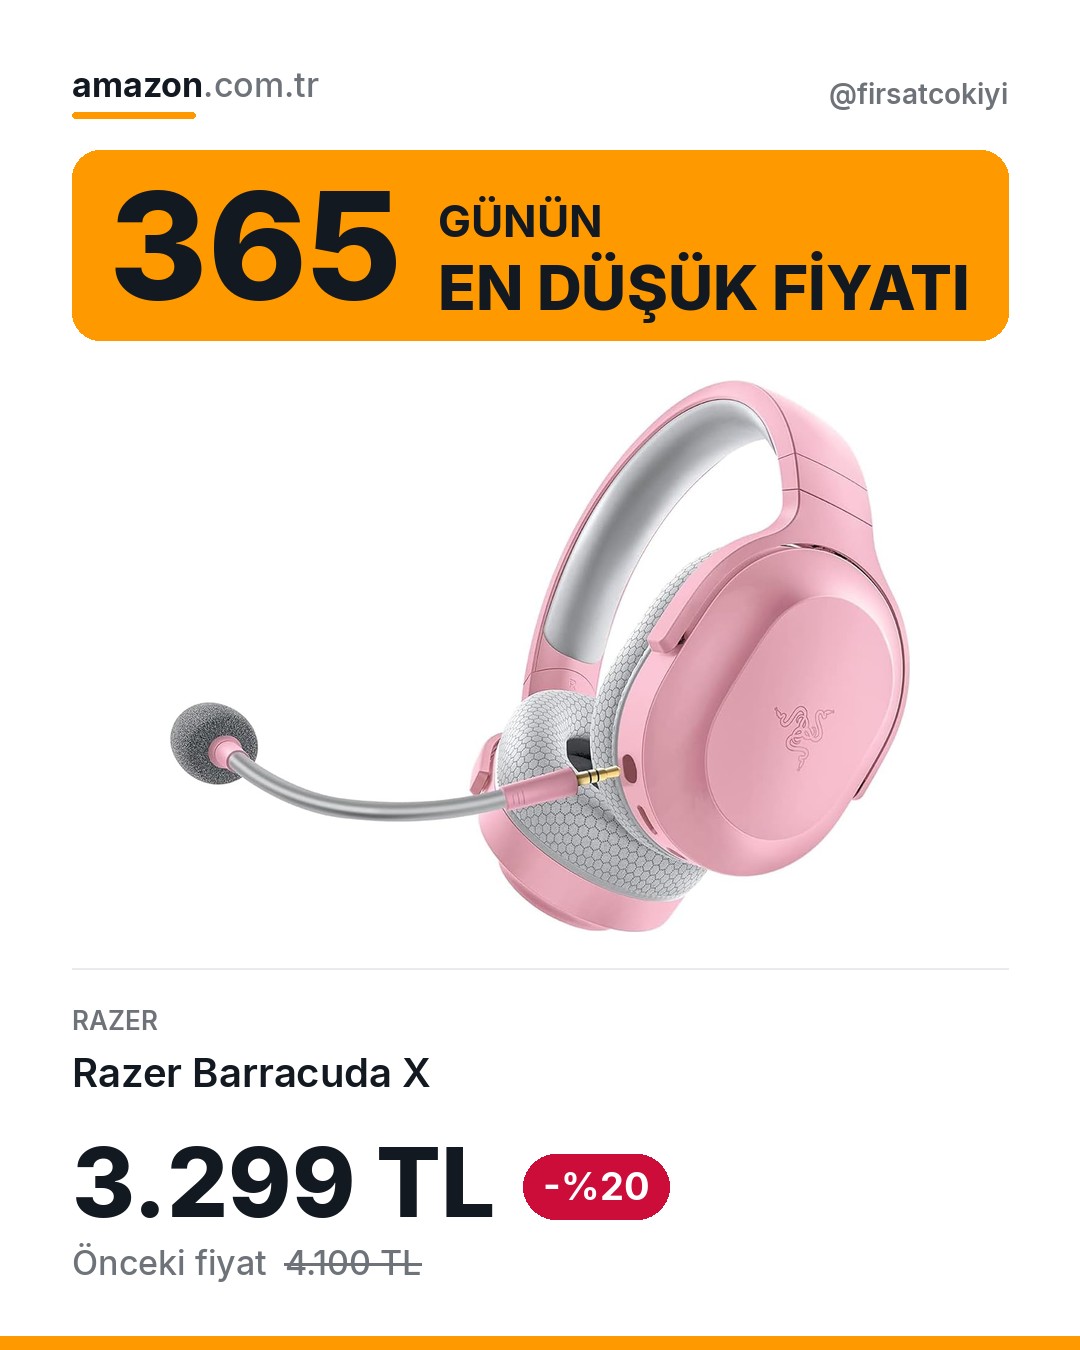 amazon.com.tr
@firsatcokiyi
365
GÜNÜN
EN DÜŞÜK FİYATI
RAZER
Razer Barracuda X
3.299 TL
-%20
Önceki fiyat 4.100 TL